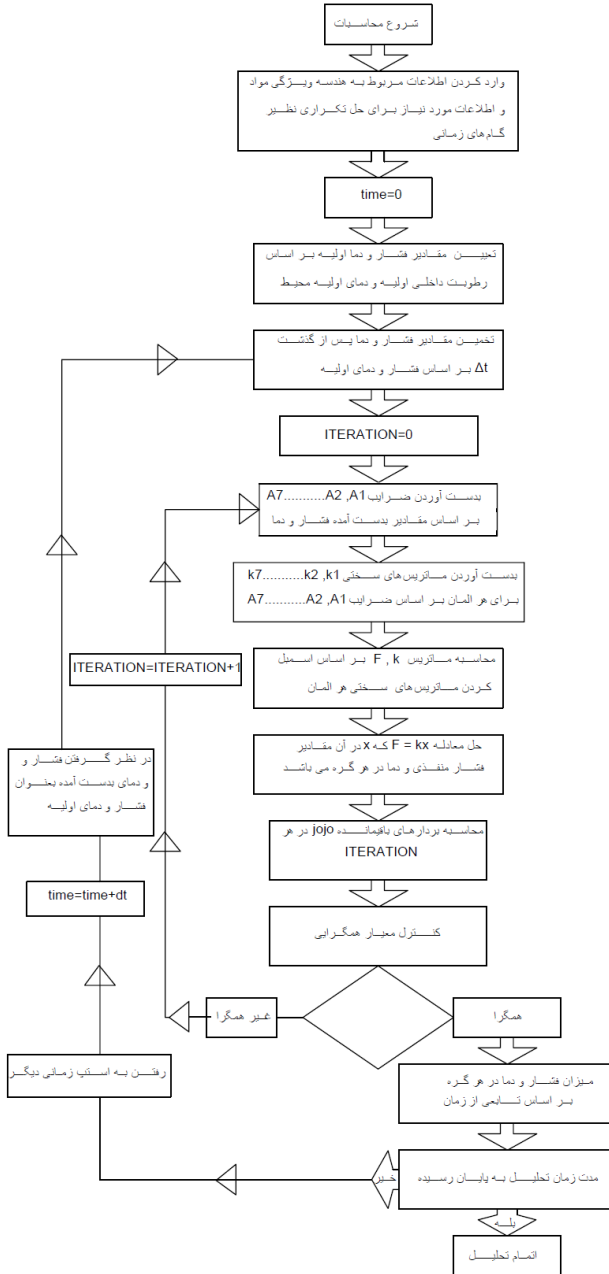 شروع محاسبات
وارد کردن اطلاعات مربوط به هندسه ویژگی مواد
و اطلاعات مورد نیاز برای حل تکراری نظیر
گام‌های زمانی
time=0
تعیین مقادیر فشار و دما اولیه بر اساس
رطوبت داخلی اولیه و دمای اولیه محیط
تخمین مقادیر فشار و دما پس از گذشت
Δt بر اساس فشار و دمای اولیه
ITERATION=0
بدست آوردن ضرایب A7...........A2 ,A1
بر اساس مقادیر بدست آمده فشار و دما
بدست آوردن ماتریس‌های سختی k7...........k2 ,k1
برای هر المان بر اساس ضرایب A7...........A2 ,A1
ITERATION=ITERATION+1
محاسبه ماتریس F , k بر اساس اسمبل
کردن ماتریس‌های سختی هر المان
حل معادله F = kx که x در آن مقادیر
فشار منفذی و دما در هر گره می باشد
در نظر گرفتن فشار و
دمای بدست آمده بعنوان
فشار و دمای اولیه
محاسبه بردارهای باقیمانده jojo در هر
ITERATION
time=time+dt
کنترل معیار همگرایی
غیر همگرا
همگرا
رفتن به استپ زمانی دیگر
میزان فشار و دما در هر گره
بر اساس تابعی از زمان
مدت زمان تحلیل به پایان رسیده
خیر
بله
اتمام تحلیل